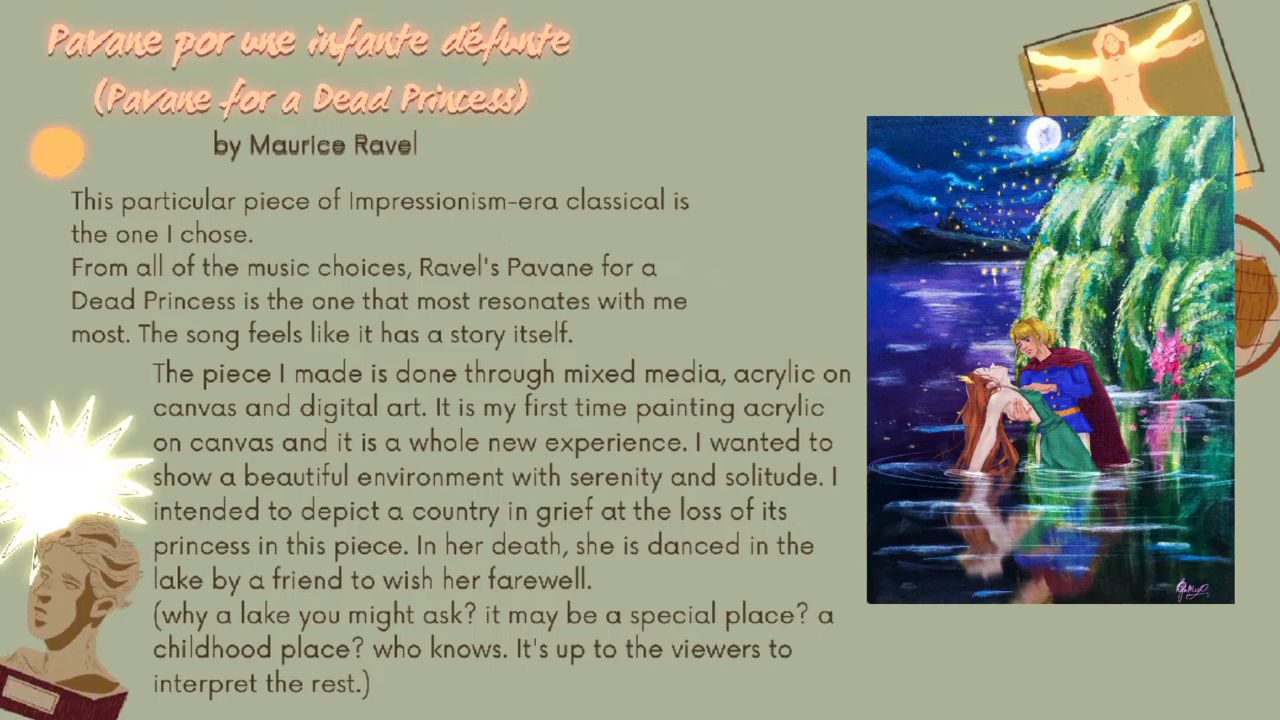 Pavane por une infante défunte
(Pavane for a Dead Princess)
by Maurice Ravel
This particular piece of Impressionism-era classical is
the one I chose.
From all of the music choices, Ravel's Pavane for a
Dead Princess is the one that most resonates with me
most. The song feels like it has a story itself.
The piece I made is done through mixed media, acrylic on
canvas and digital art. It is my first time painting acrylic
on canvas and it is a whole new experience. I wanted to
show a beautiful environment with serenity and solitude. I
intended to depict a country in grief at the loss of its
princess in this piece. In her death, she is danced in the
lake by a friend to wish her farewell.
(why a lake you might ask? it may be a special place? a
childhood place? who knows. It's up to the viewers to
interpret the rest.)